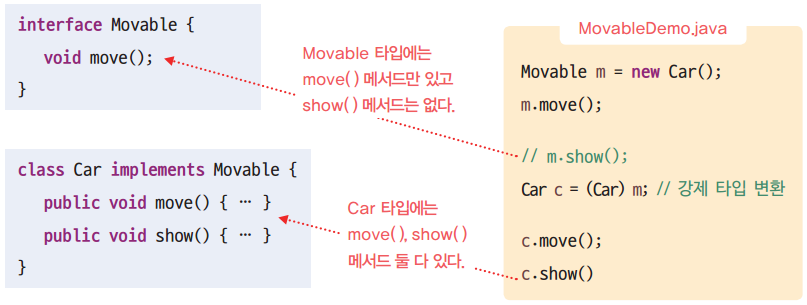 interface Movable {
void move();
}
Movable 타입에는
move( ) 메서드만 있고
show( ) 메서드는 없다.
class Car implements Movable {
public void move() { … }
public void show() { … }
}
Car 타입에는
move( ), show( )
메서드 둘 다 있다.
MovableDemo.java
Movable m = new Car();
m.move();
// m.show();
Car c = (Car) m; // 강제 타입 변환
c.move();
c.show()